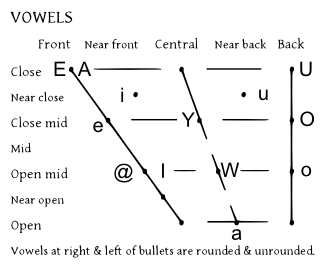 VOWELS
Front Near front Central Near back Back
Close E A U
Near close i u
Close mid e Y O
Mid
Open mid @ I W o
Near open
Open a
Vowels at right & left of bullets are rounded & unrounded.